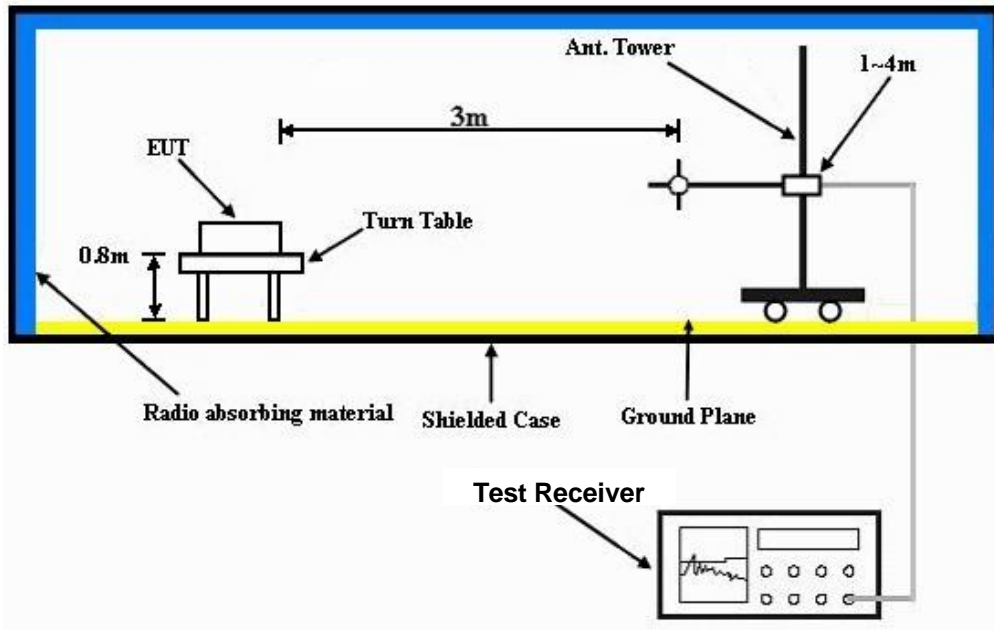 Ant. Tower
1~4m
3m
EUT
Turn Table
0.8m
Radio absorbing material
Shielded Case
Ground Plane
Test Receiver